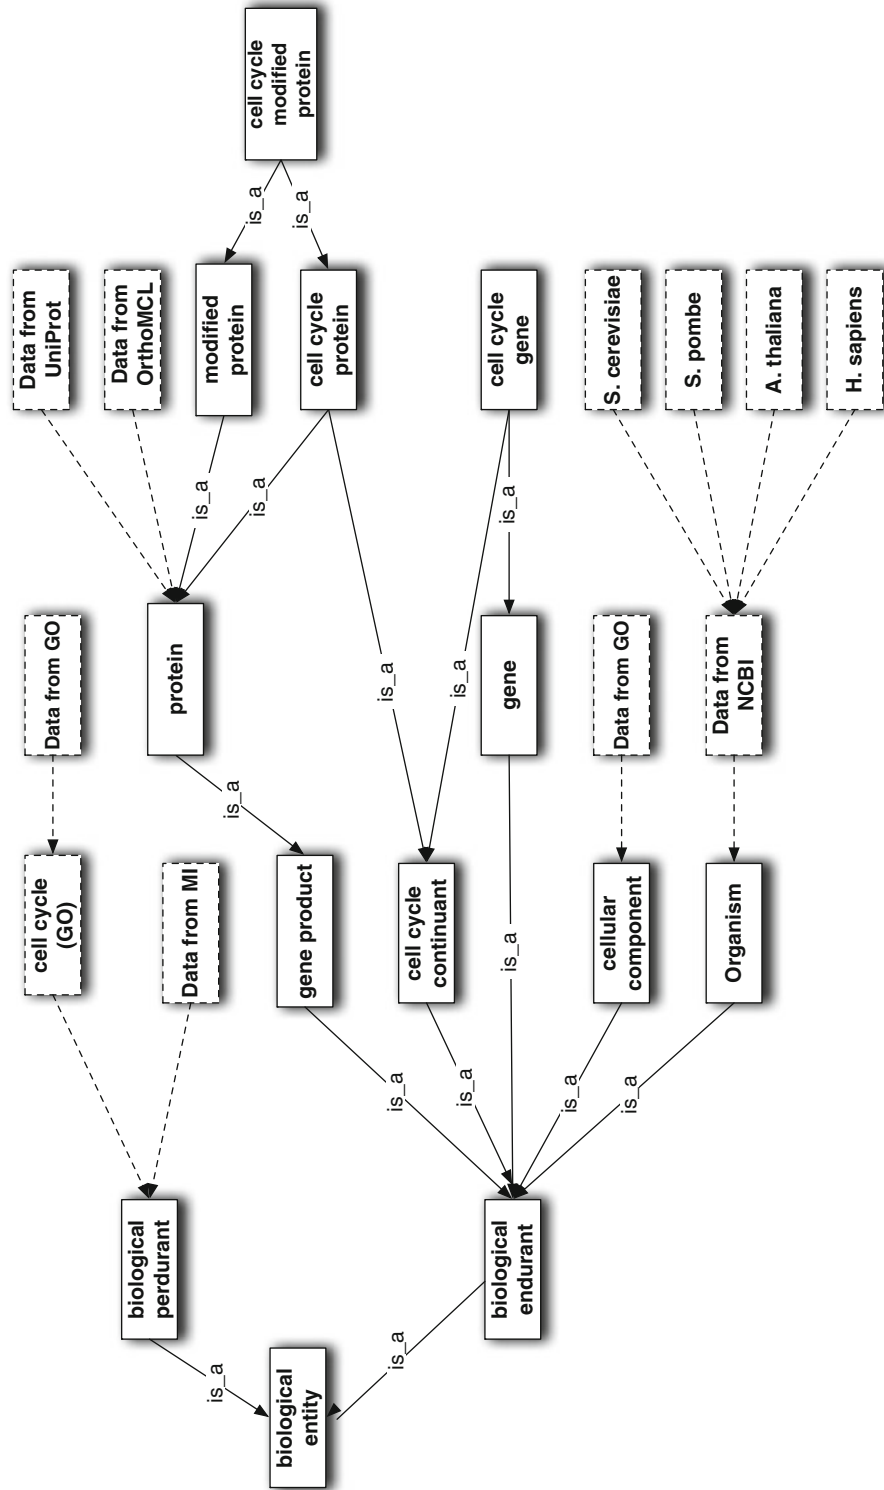 biological
entity
is_a
is_a
biological
perdurant
biological
endurant
cell cycle
(GO)
Data from MI
is_a
gene product
is_a
cell cycle
continuant
is_a
is_a
cellular
component
is_a
Organism
Data from GO
is_a
protein
is_a
is_a
gene
Data from GO
Data from
NCBI
is_a
is_a
is_a
Data from
UniProt
Data from
OrthoMCL
modified
protein
cell cycle
protein
cell cycle
gene
S. cerevisiae
S. pombe
A. thaliana
H. sapiens
is_a
is_a
cell cycle
modified
protein